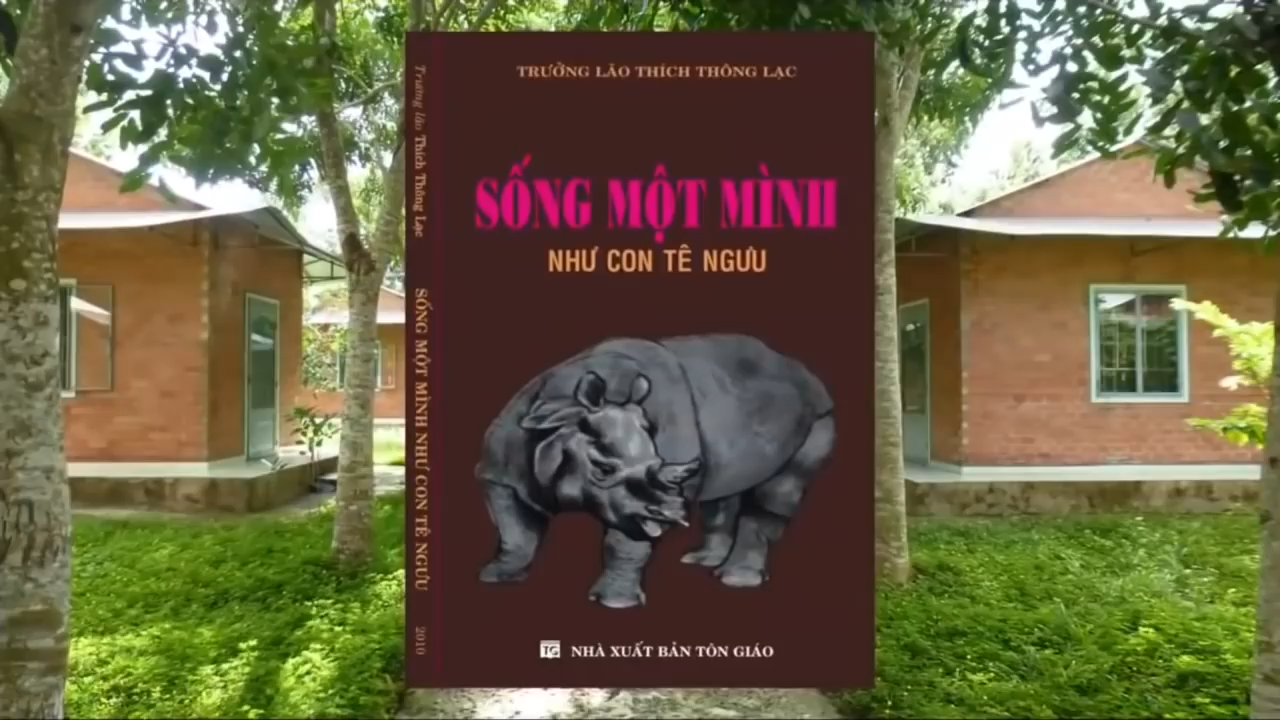 TRƯỞNG LÃO THÍCH THÔNG LẠC
SỐNG MỘT MÌNH
NHƯ CON TÊ NGƯU
TG NHÀ XUẤT BẢN TÔN GIÁO
Trưởng lão Thích Thông Lạc
SỐNG MỘT MÌNH NHƯ CON TÊ NGƯU
2010